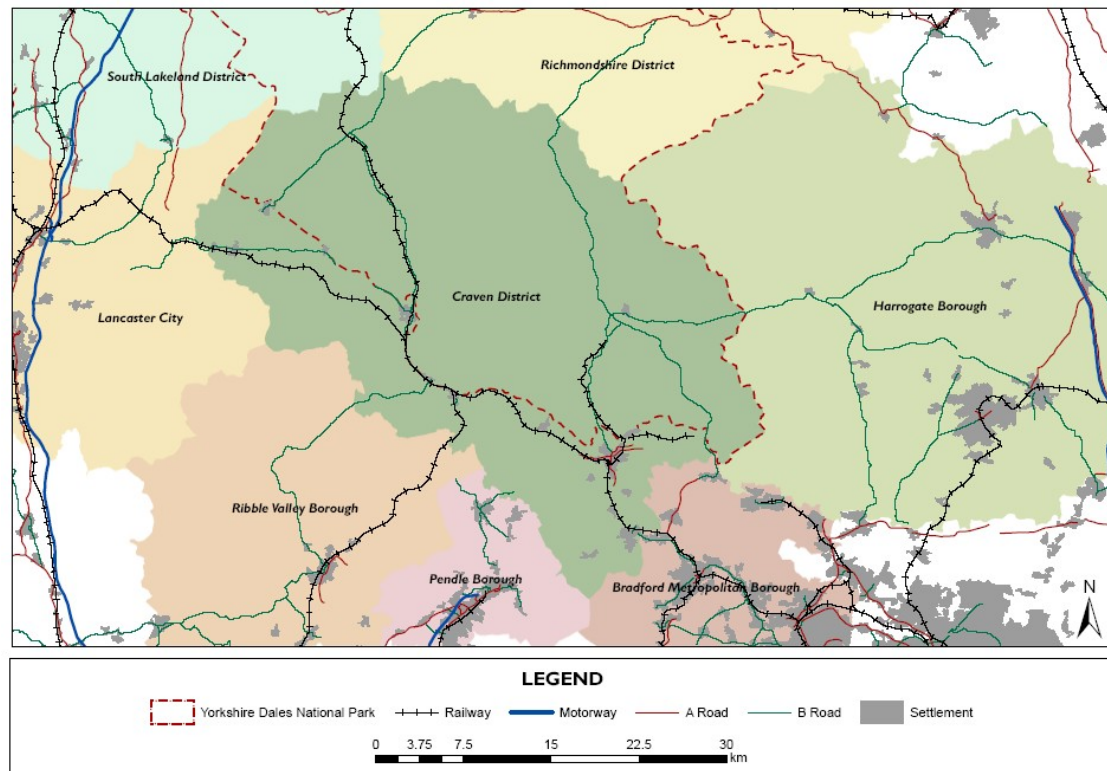 South Lakeland District
Richmondshire District
Craven District
Harrogate Borough
Lancaster City
Ribble Valley Borough
Pendle Borough
Bradford Metropolitan Borough
N
LEGEND
Yorkshire Dales National Park Railway Motorway A Road B Road Settlement
0 3.75 7.5 15 22.5 30
km